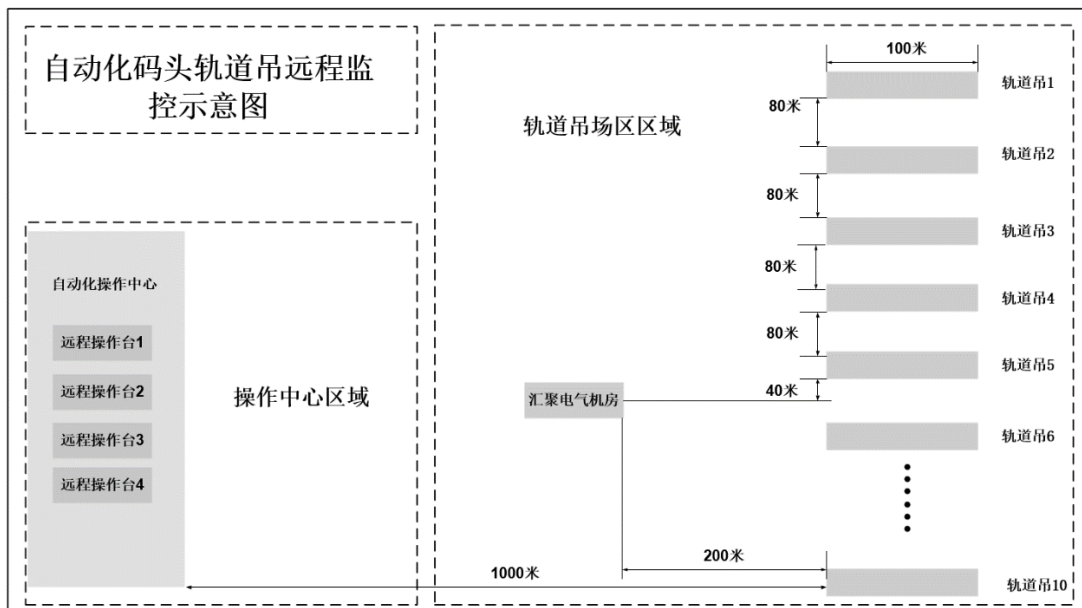 自动化码头轨道吊远程监
控示意图
轨道吊场区区域
100米
轨道吊1
80米
轨道吊2
80米
轨道吊3
80米
轨道吊4
80米
轨道吊5
40米
轨道吊6
200米
轨道吊10
自动化操作中心
远程操作台1
远程操作台2
远程操作台3
远程操作台4
操作中心区域
汇聚电气机房
1000米